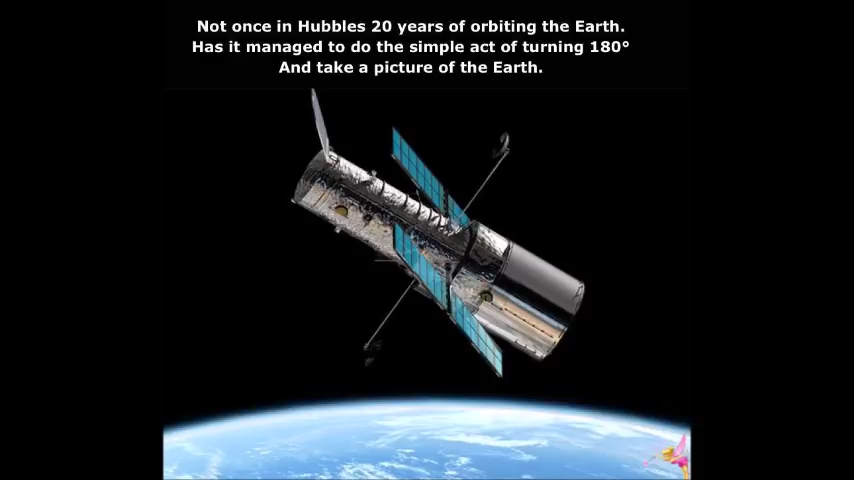 Not once in Hubbles 20 years of orbiting the Earth.
Has it managed to do the simple act of turning 180°
And take a picture of the Earth.